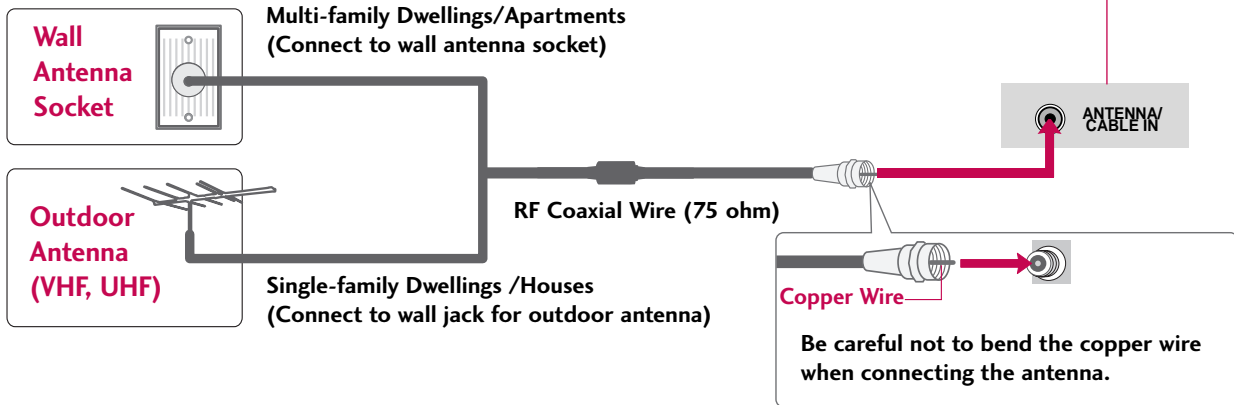 Multi-family Dwellings/Apartments
(Connect to wall antenna socket)
Wall
Antenna
Socket
ANTENNA/
CABLE IN
RF Coaxial Wire (75 ohm)
Outdoor
Antenna
(VHF, UHF)
Single-family Dwellings /Houses
(Connect to wall jack for outdoor antenna)
Copper Wire
Be careful not to bend the copper wire
when connecting the antenna.